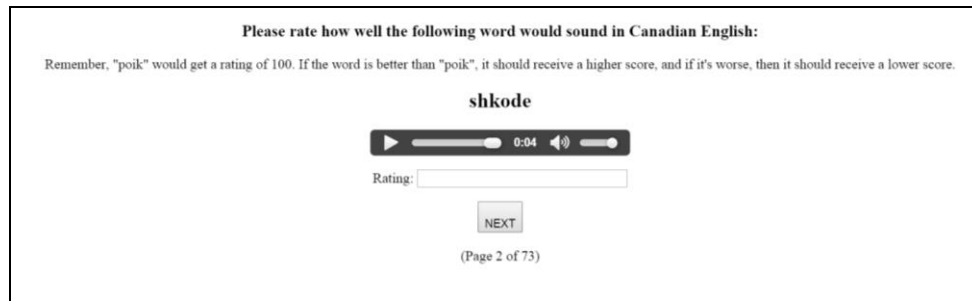 Please rate how well the following word would sound in Canadian English:
Remember, "poik" would get a rating of 100. If the word is better than "poik", it should receive a higher score, and if it's worse, then it should receive a lower score.
shkode
0:04
Rating:
NEXT
(Page 2 of 73)